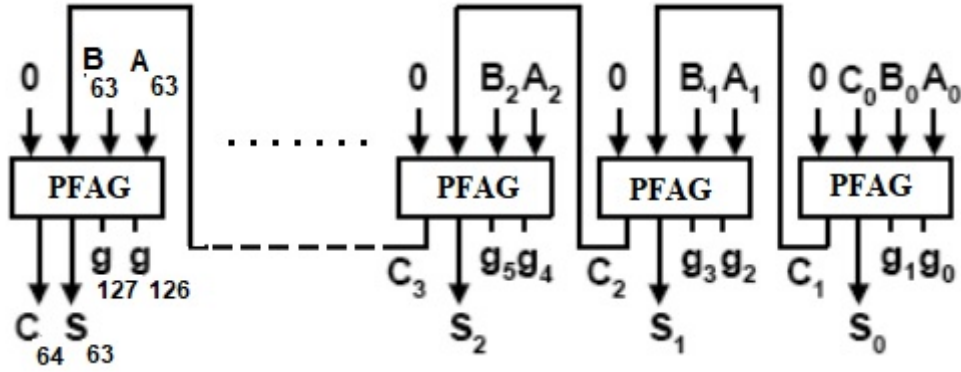 0 B63 A63 0 B2 A2 0 B1 A1 0 C0 B0 A0
.......
PFAG PFAG PFAG PFAG
g127 g126 C3 g5 g4 C2 g3 g2 C1 g1 g0
C64 S63 S2 S1 S0